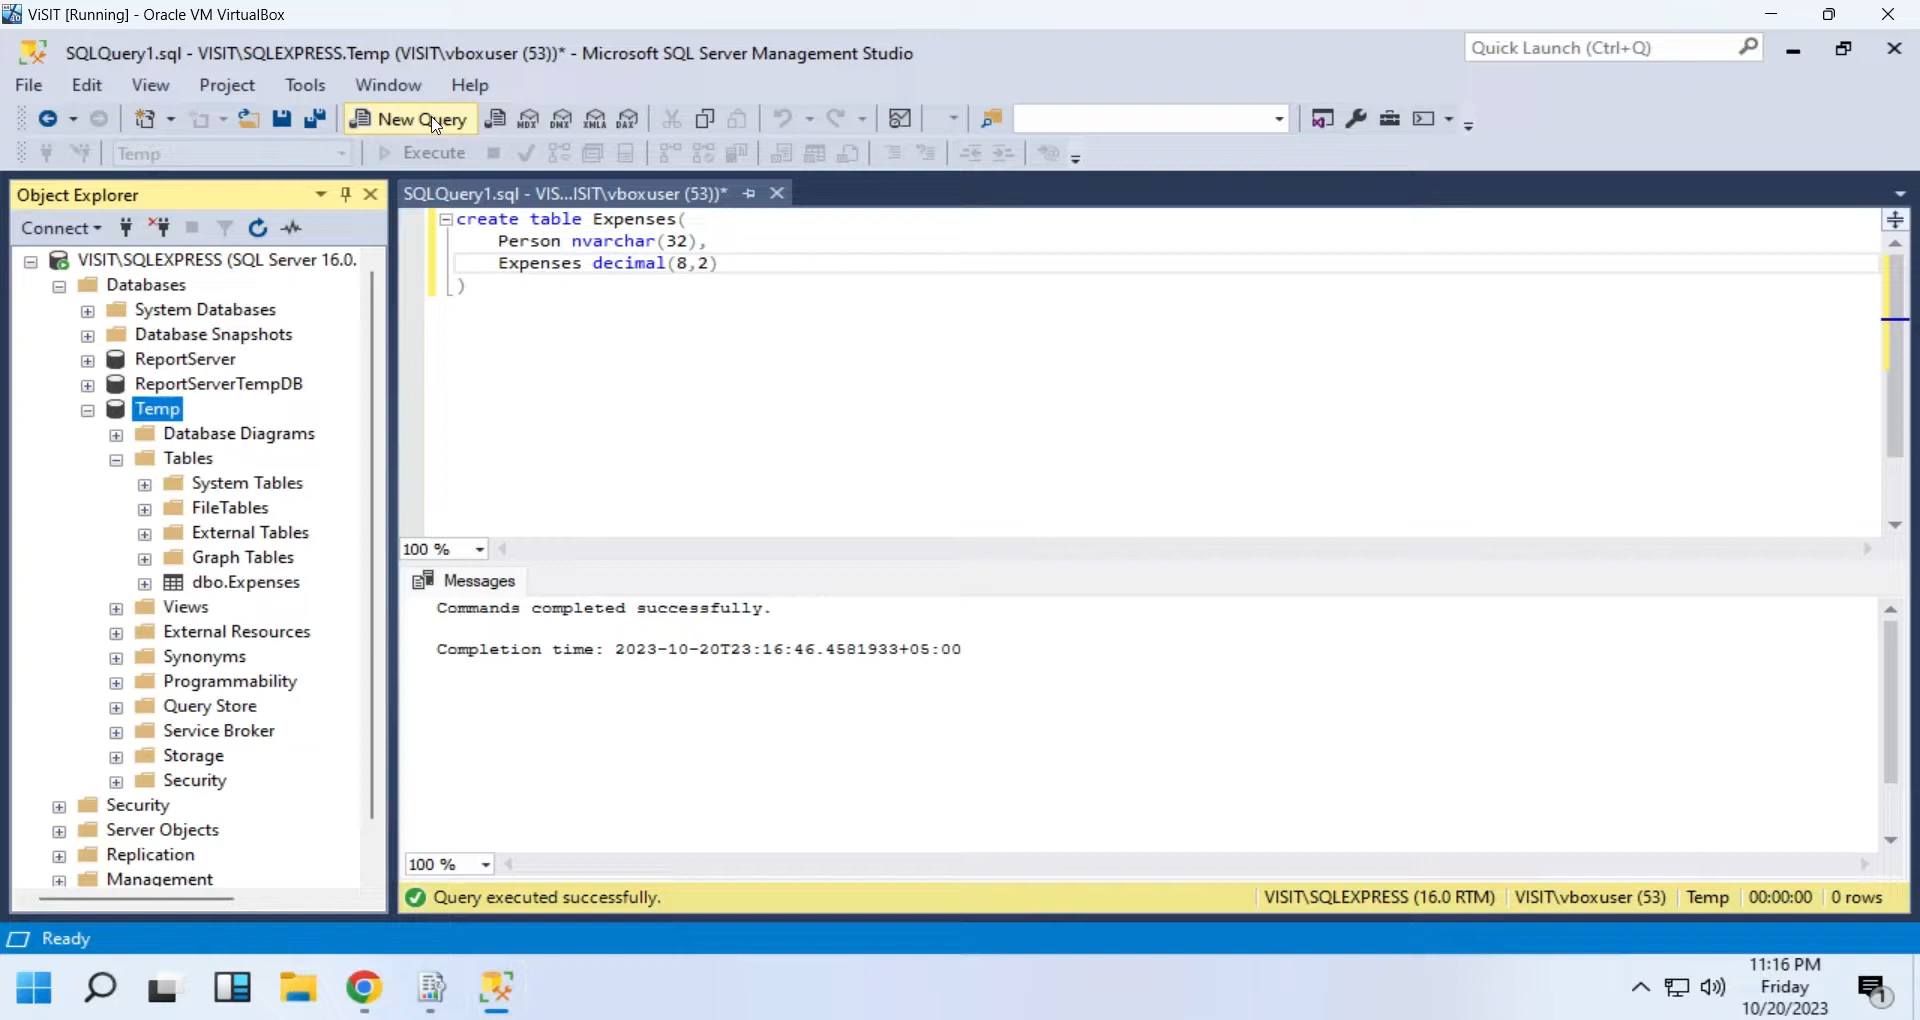 ViSIT [Running] - Oracle VM VirtualBox
SQLQuery1.sql - VISIT\SQLEXPRESS.Temp (VISIT\vboxuser (53))* - Microsoft SQL Server Management Studio
Quick Launch (Ctrl+Q)
File Edit View Project Tools Window Help
New Query MDX DMX XMLA DAX
Temp Execute
Object Explorer
Connect
VISIT\SQLEXPRESS (SQL Server 16.0.
Databases
System Databases
Database Snapshots
ReportServer
ReportServerTempDB
Temp
Database Diagrams
Tables
System Tables
FileTables
External Tables
Graph Tables
dbo.Expenses
Views
External Resources
Synonyms
Programmability
Query Store
Service Broker
Storage
Security
Security
Server Objects
Replication
Management
SQLQuery1.sql - VIS...ISIT\vboxuser (53))*
create table Expenses(
Person nvarchar(32),
Expenses decimal(8,2)
)
100 %
Messages
Commands completed successfully.
Completion time: 2023-10-20T23:16:46.4581933+05:00
100 %
Query executed successfully. VISIT\SQLEXPRESS (16.0 RTM) VISIT\vboxuser (53) Temp 00:00:00 0 rows
Ready
11:16 PM
Friday
10/20/2023
1